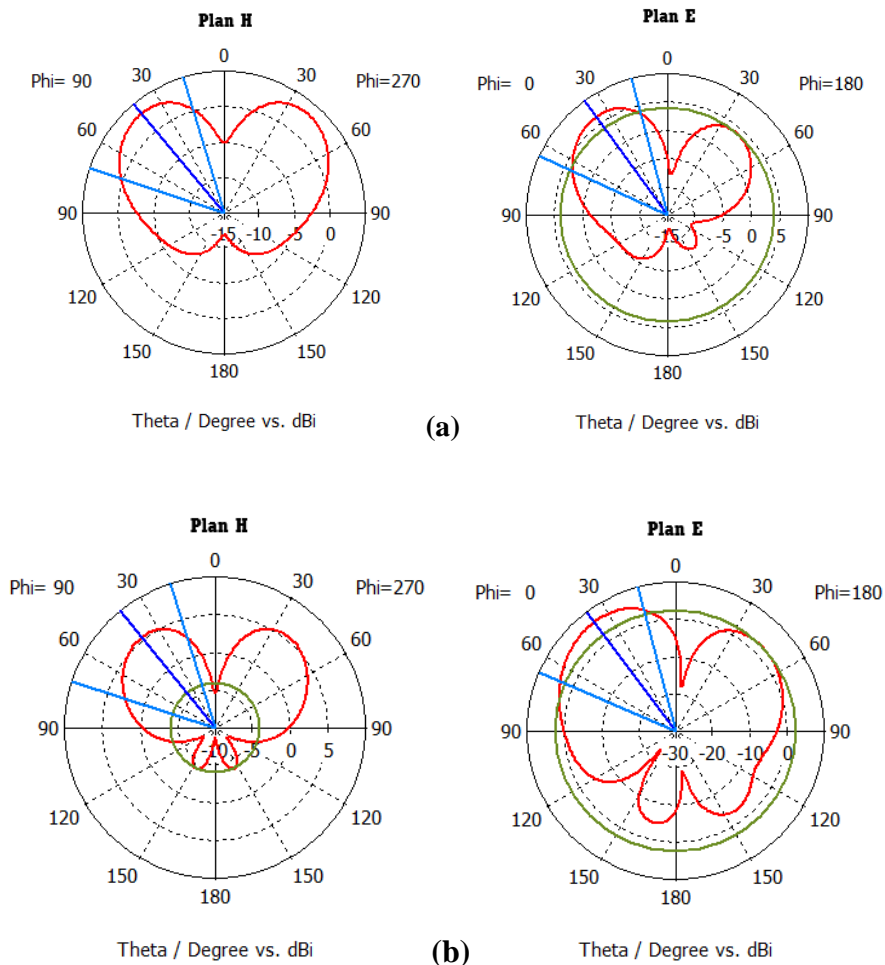 Plan H
0
Phi= 90 30 30 Phi=270
60 60
90 -15 -10 -5 0 90
120 120
150 150
180
Theta / Degree vs. dBi
Plan E
0
Phi= 0 30 30 Phi=180
60 60
90 -5 0 5 90
120 120
150 150
180
Theta / Degree vs. dBi
(a)
Plan H
0
Phi= 90 30 30 Phi=270
60 60
90 -10 -5 0 5 90
120 120
150 150
180
Theta / Degree vs. dBi
Plan E
0
Phi= 0 30 30 Phi=180
60 60
90 -30 -20 -10 0 90
120 120
150 150
180
Theta / Degree vs. dBi
(b)